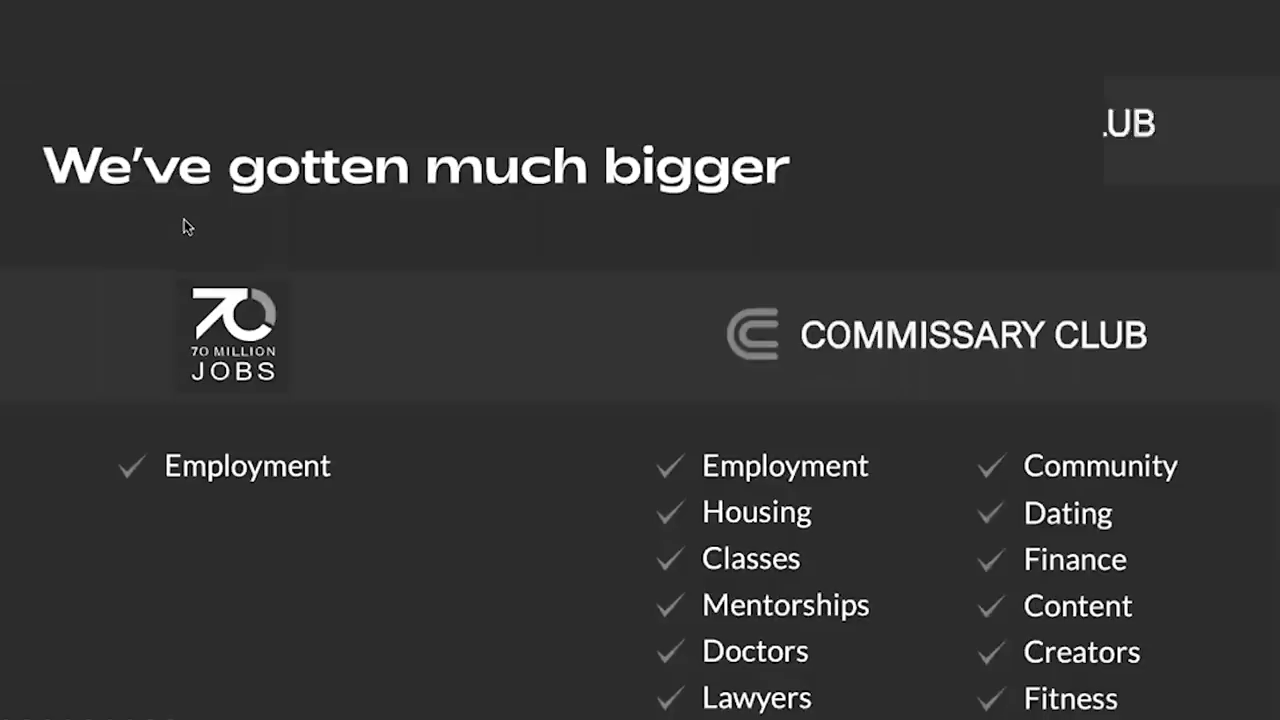 .UB
We've gotten much bigger
70
70 MILLION
JOBS
COMMISSARY CLUB
Employment
Employment
Housing
Classes
Mentorships
Doctors
Lawyers
Community
Dating
Finance
Content
Creators
Fitness